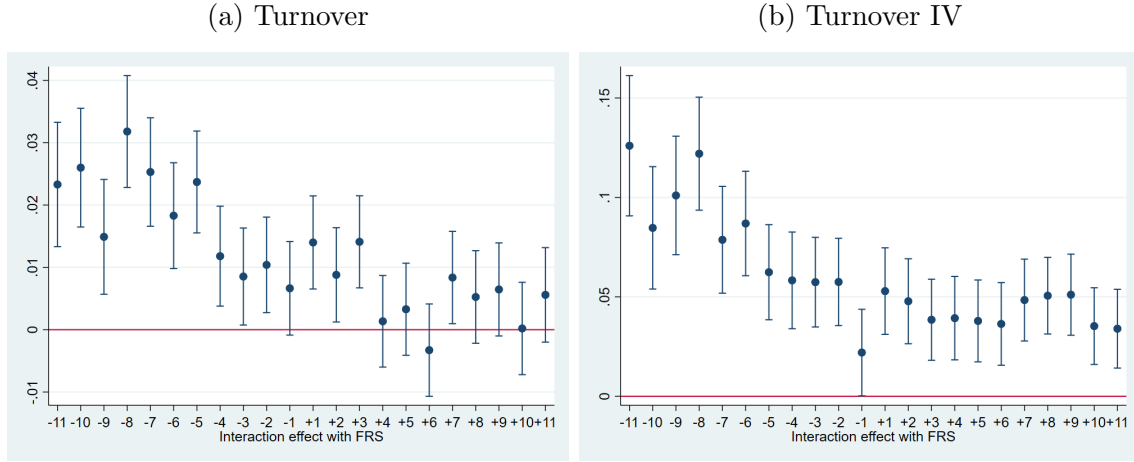 (a) Turnover
.04
.03
.02
.01
0
-.01
-11 -10 -9 -8 -7 -6 -5 -4 -3 -2 -1 +1 +2 +3 +4 +5 +6 +7 +8 +9 +10 +11
Interaction effect with FRS
(b) Turnover IV
.15
.1
.05
0
-11 -10 -9 -8 -7 -6 -5 -4 -3 -2 -1 +1 +2 +3 +4 +5 +6 +7 +8 +9 +10 +11
Interaction effect with FRS